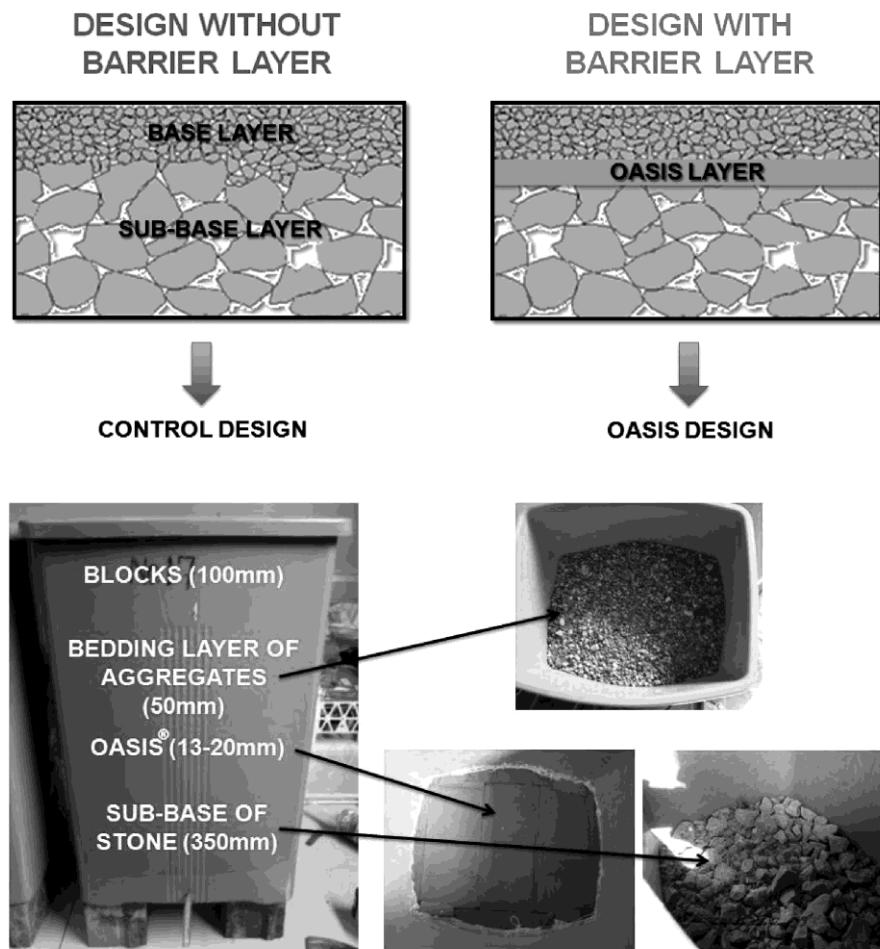 DESIGN WITHOUT
BARRIER LAYER
DESIGN WITH
BARRIER LAYER
BASE LAYER
SUB-BASE LAYER
OASIS LAYER
CONTROL DESIGN
OASIS DESIGN
BLOCKS (100mm)
BEDDING LAYER OF
AGGREGATES
(50mm)
OASIS® (13-20mm)
SUB-BASE OF
STONE (350mm)